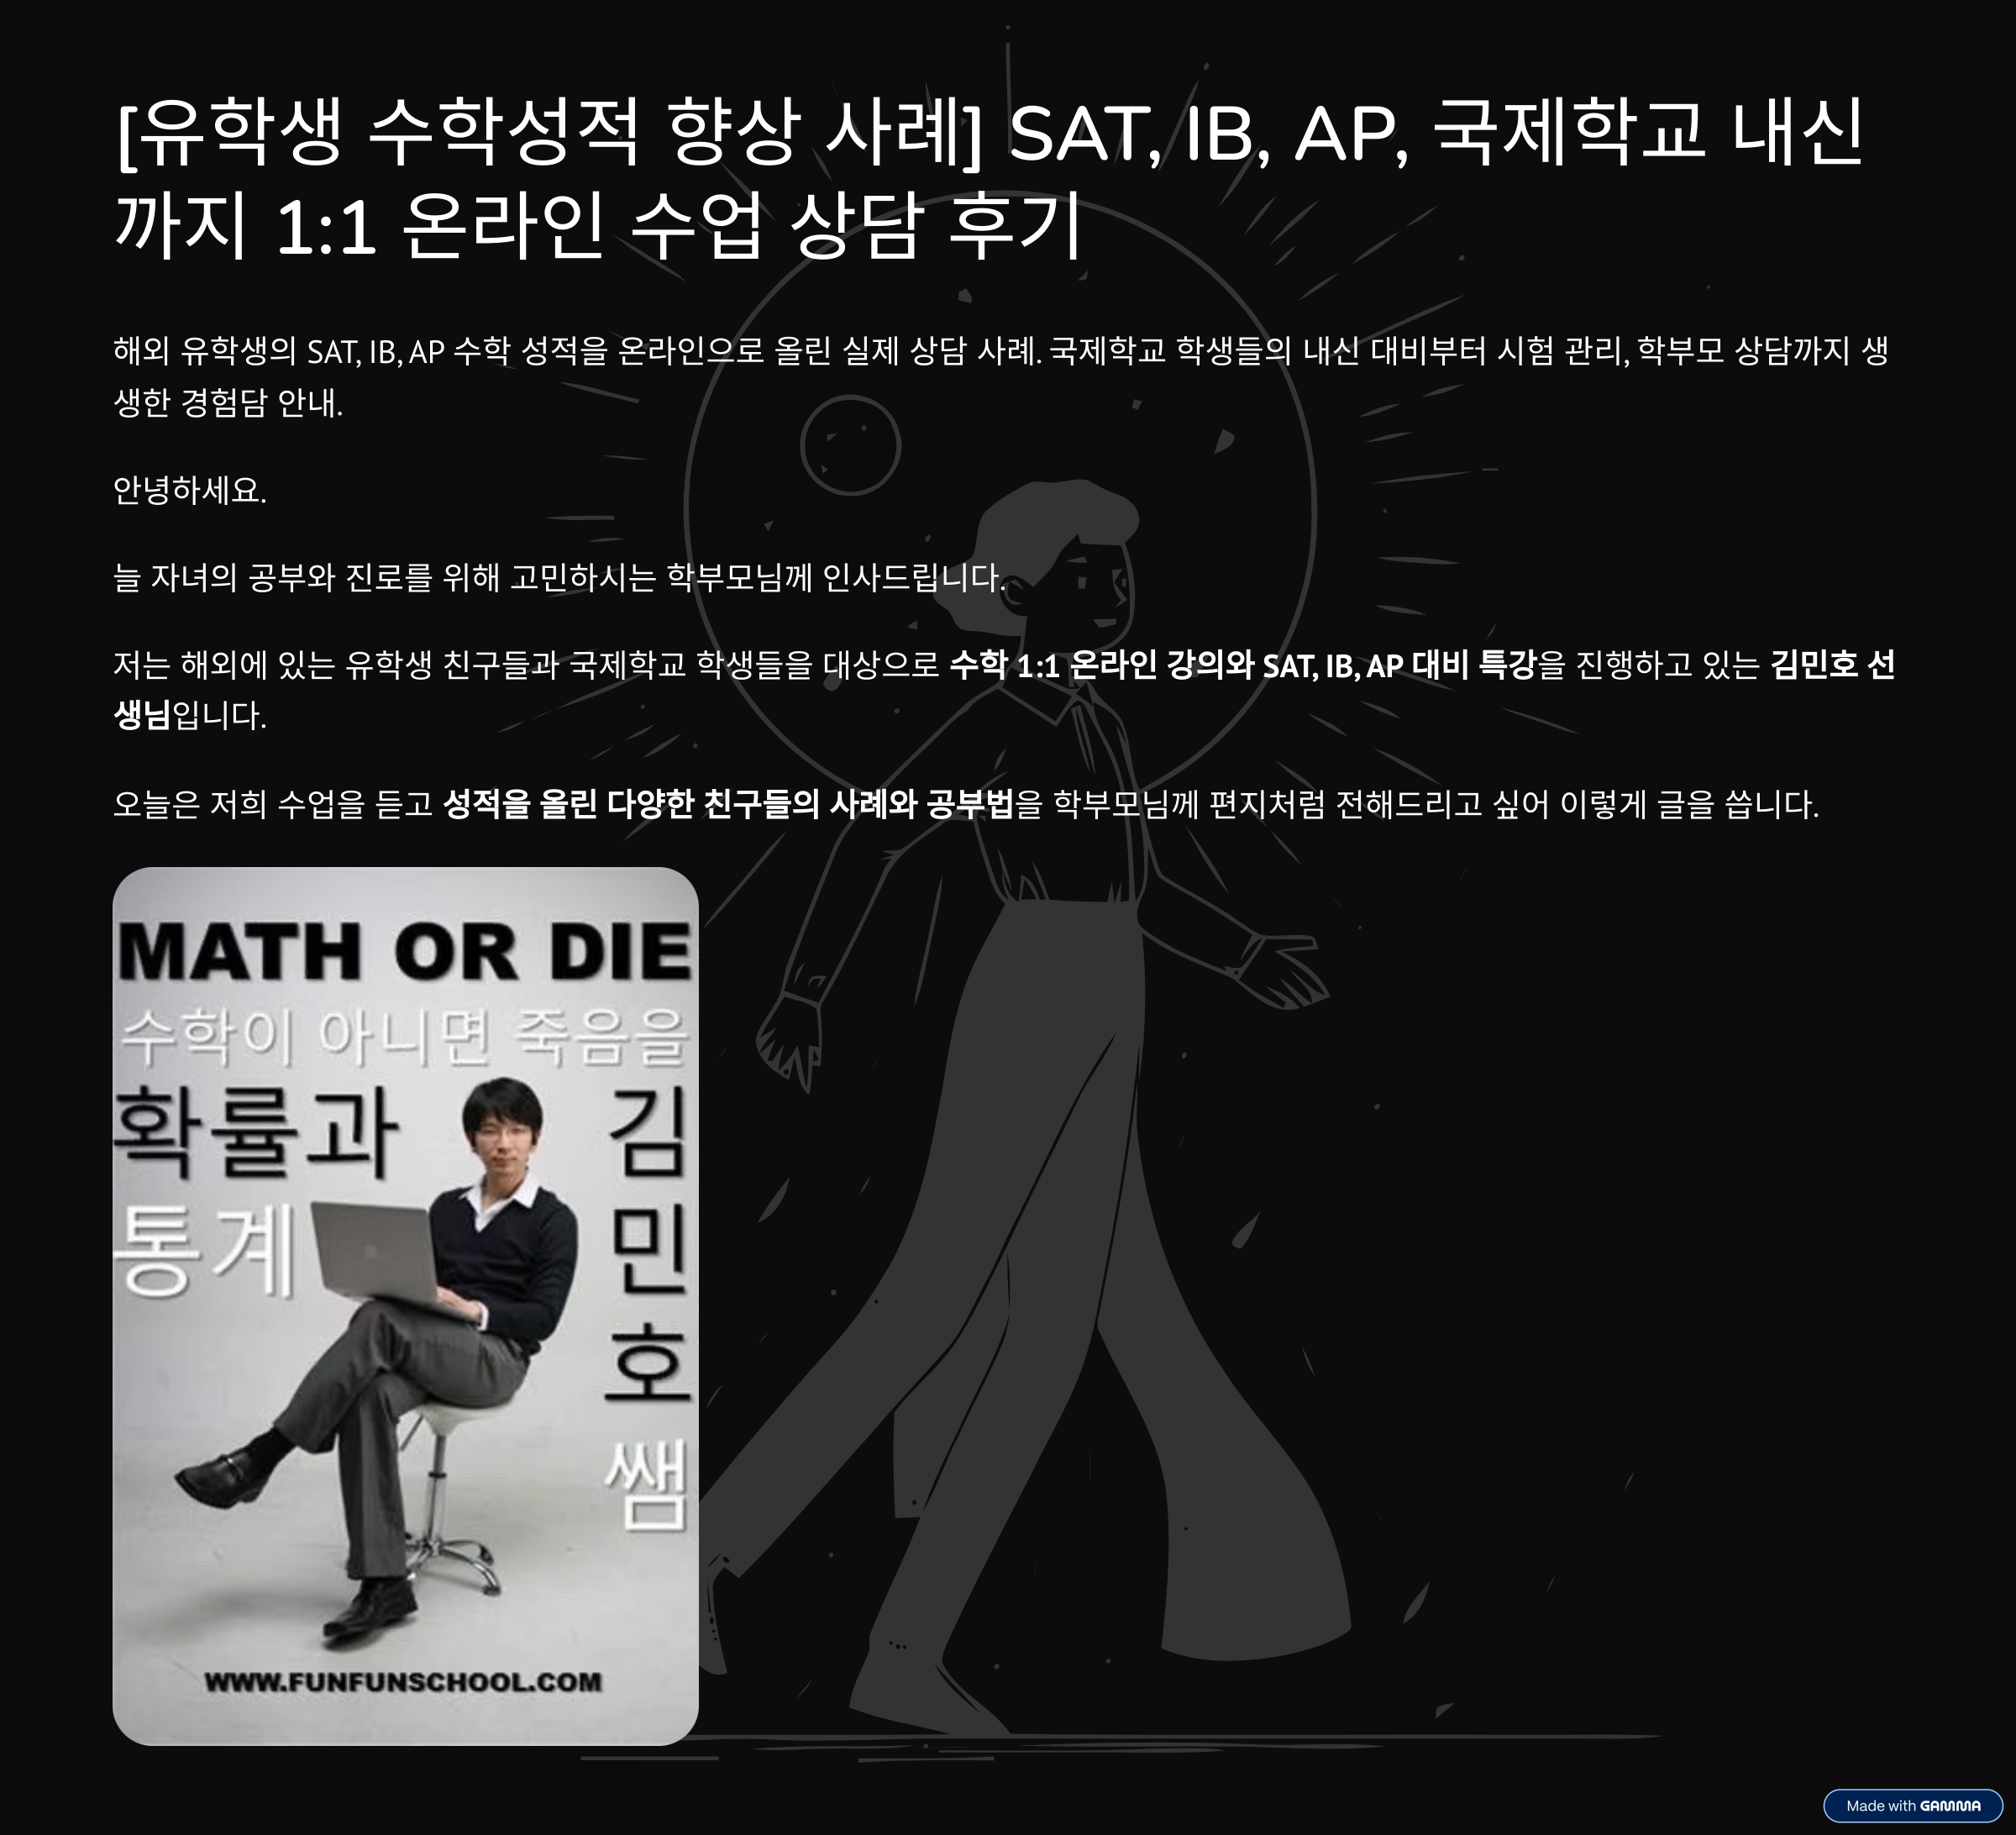 [유학생 수학성적 향상 사례] SAT, IB, AP, 국제학교 내신
까지 1:1 온라인 수업 상담 후기
해외 유학생의 SAT, IB, AP 수학 성적을 온라인으로 올린 실제 상담 사례. 국제학교 학생들의 내신 대비부터 시험 관리, 학부모 상담까지 생
생한 경험담 안내.
안녕하세요.
늘 자녀의 공부와 진로를 위해 고민하시는 학부모님께 인사드립니다.
저는 해외에 있는 유학생 친구들과 국제학교 학생들을 대상으로 수학 1:1 온라인 강의와 SAT, IB, AP 대비 특강을 진행하고 있는 김민호 선
생님입니다.
오늘은 저희 수업을 듣고 성적을 올린 다양한 친구들의 사례와 공부법을 학부모님께 편지처럼 전해드리고 싶어 이렇게 글을 씁니다.
MATH OR DIE
수학이 아니면 죽음을
확률과
통계
김
민
호
쌤
WWW.FUNFUNSCHOOL.COM
Made with GAMMA